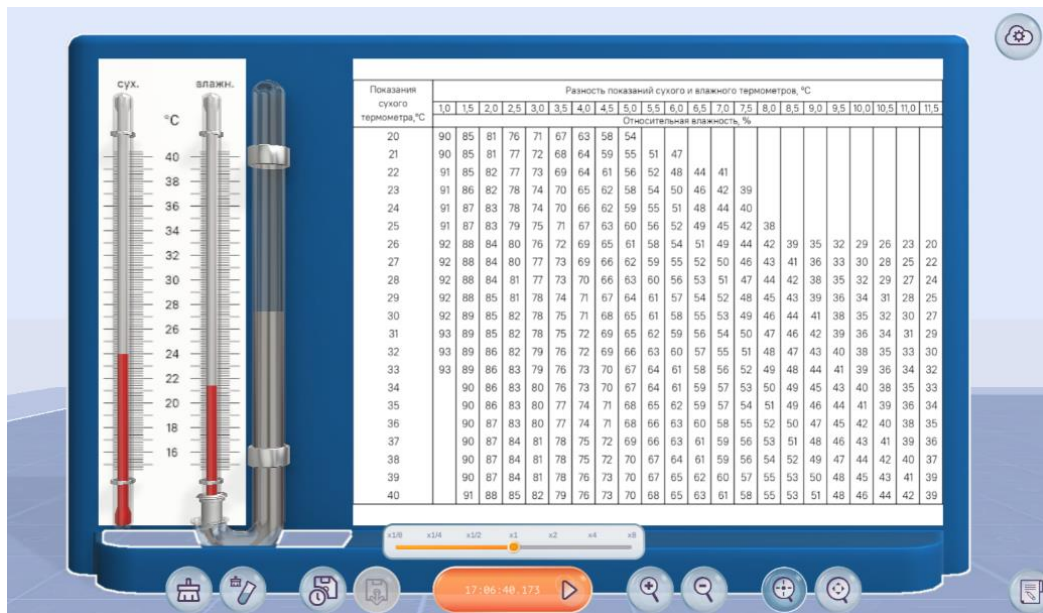 сух.
влажн.
°C
40
38
36
34
32
30
28
26
24
22
20
18
16
Показания сухого термометра,°C
Разность показаний сухого и влажного термометров, °C
1,0 1,5 2,0 2,5 3,0 3,5 4,0 4,5 5,0 5,5 6,0 6,5 7,0 7,5 8,0 8,5 9,0 9,5 10,0 10,5 11,0 11,5
Относительная влажность, %
20 90 85 81 76 71 67 63 58 54
21 90 85 81 77 72 68 64 59 55 51 47
22 91 85 82 77 73 69 64 61 56 52 48 44 41
23 91 86 82 78 74 70 65 62 58 54 50 46 42 39
24 91 87 83 78 74 70 66 62 59 55 51 48 44 40
25 91 87 83 79 75 71 67 63 60 56 52 49 45 42 38
26 92 88 84 80 76 72 69 65 61 58 54 51 49 44 42 39 35 32 29 26 23 20
27 92 88 84 80 77 73 69 66 62 59 55 52 50 46 43 41 36 33 30 28 25 22
28 92 88 84 81 77 73 70 66 63 60 56 53 51 47 44 42 38 35 32 29 27 24
29 92 88 85 81 78 74 71 67 64 61 57 54 52 48 45 43 39 36 34 31 28 25
30 92 89 85 82 78 75 71 68 65 61 58 55 53 49 46 44 41 38 35 32 30 27
31 93 89 85 82 78 75 72 69 65 62 59 56 54 50 47 46 42 39 36 34 31 29
32 93 89 86 82 79 76 72 69 66 63 60 57 55 51 48 47 43 40 38 35 33 30
33 93 89 86 83 79 76 73 70 67 64 61 58 56 52 49 48 44 41 39 36 34 32
34 90 86 83 80 76 73 70 67 64 61 59 57 53 50 49 45 43 40 38 35 33
35 90 86 83 80 77 74 71 68 65 62 59 57 54 51 49 46 44 41 39 36 34
36 90 87 83 80 77 74 71 68 66 63 60 58 55 52 50 47 45 42 40 38 35
37 90 87 84 81 78 75 72 69 66 63 61 59 56 53 51 48 46 43 41 39 36
38 90 87 84 81 78 75 72 70 67 64 61 59 56 54 52 49 47 44 42 40 37
39 90 87 84 81 78 76 73 70 67 65 62 60 57 55 53 50 48 45 43 41 39
40 91 88 85 82 79 76 73 70 68 65 63 61 58 55 53 51 48 46 44 42 39
x1/8 x1/4 x1/2 x1 x2 x4 x8
17:06:40.173